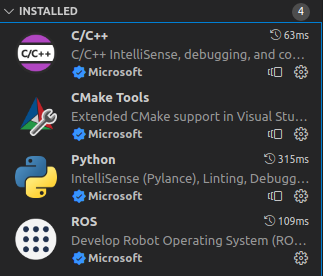 INSTALLED 4
C/C++ 63ms
C/C++ IntelliSense, debugging, and co...
Microsoft
CMake Tools
Extended CMake support in Visual Stu...
Microsoft
Python 315ms
IntelliSense (Pylance), Linting, Debugg...
Microsoft
ROS 109ms
Develop Robot Operating System (RO...
Microsoft